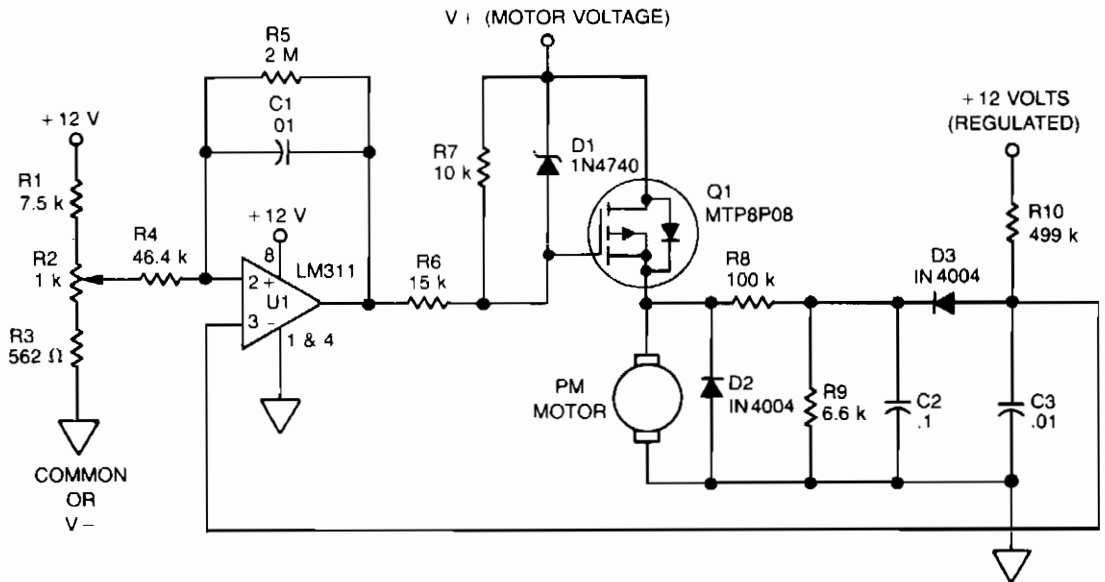 V + (MOTOR VOLTAGE)
R5
2 M
C1
.01
+12 V
R1
7.5 k
R2
1 k
R3
562 Ω
COMMON
OR
V −
R4
46.4 k
+12 V
8
LM311
2 +
U1
3 −
1 & 4
R6
15 k
R7
10 k
D1
1N4740
Q1
MTP8P08
R8
100 k
PM
MOTOR
D2
IN 4004
R9
6.6 k
C2
.1
D3
IN 4004
+12 VOLTS
(REGULATED)
R10
499 k
C3
.01